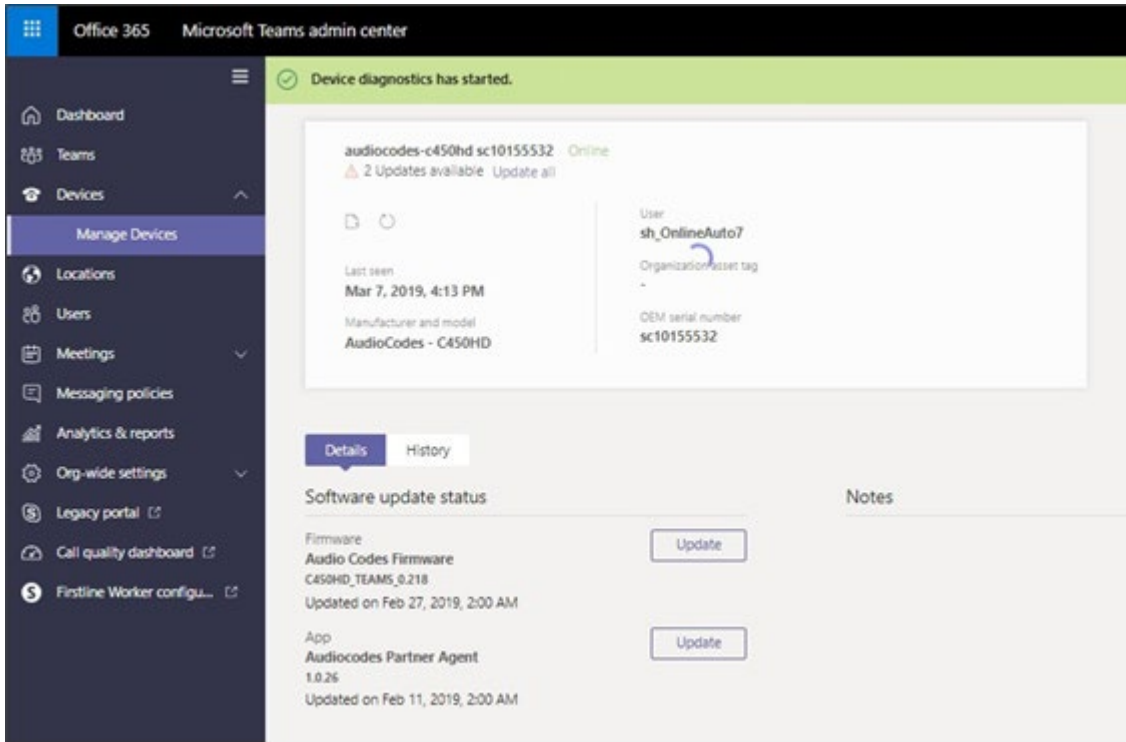 Office 365 Microsoft Teams admin center
Device diagnostics has started.
Dashboard
Teams
Devices
Manage Devices
Locations
Users
Meetings
Messaging policies
Analytics & reports
Org-wide settings
Legacy portal
Call quality dashboard
Firstline Worker configu...
audiocodes-c450hd sc10155532 Online
2 Updates available Update all
Last seen
Mar 7, 2019, 4:13 PM
Manufacturer and model
AudioCodes - C450HD
User
sh_OnlineAuto7
Organization asset tag
-
OEM serial number
sc10155532
Details History
Software update status
Firmware
Audio Codes Firmware
C450HD_TEAMS_0.218
Updated on Feb 27, 2019, 2:00 AM
Update
App
Audiocodes Partner Agent
1.0.26
Updated on Feb 11, 2019, 2:00 AM
Update
Notes